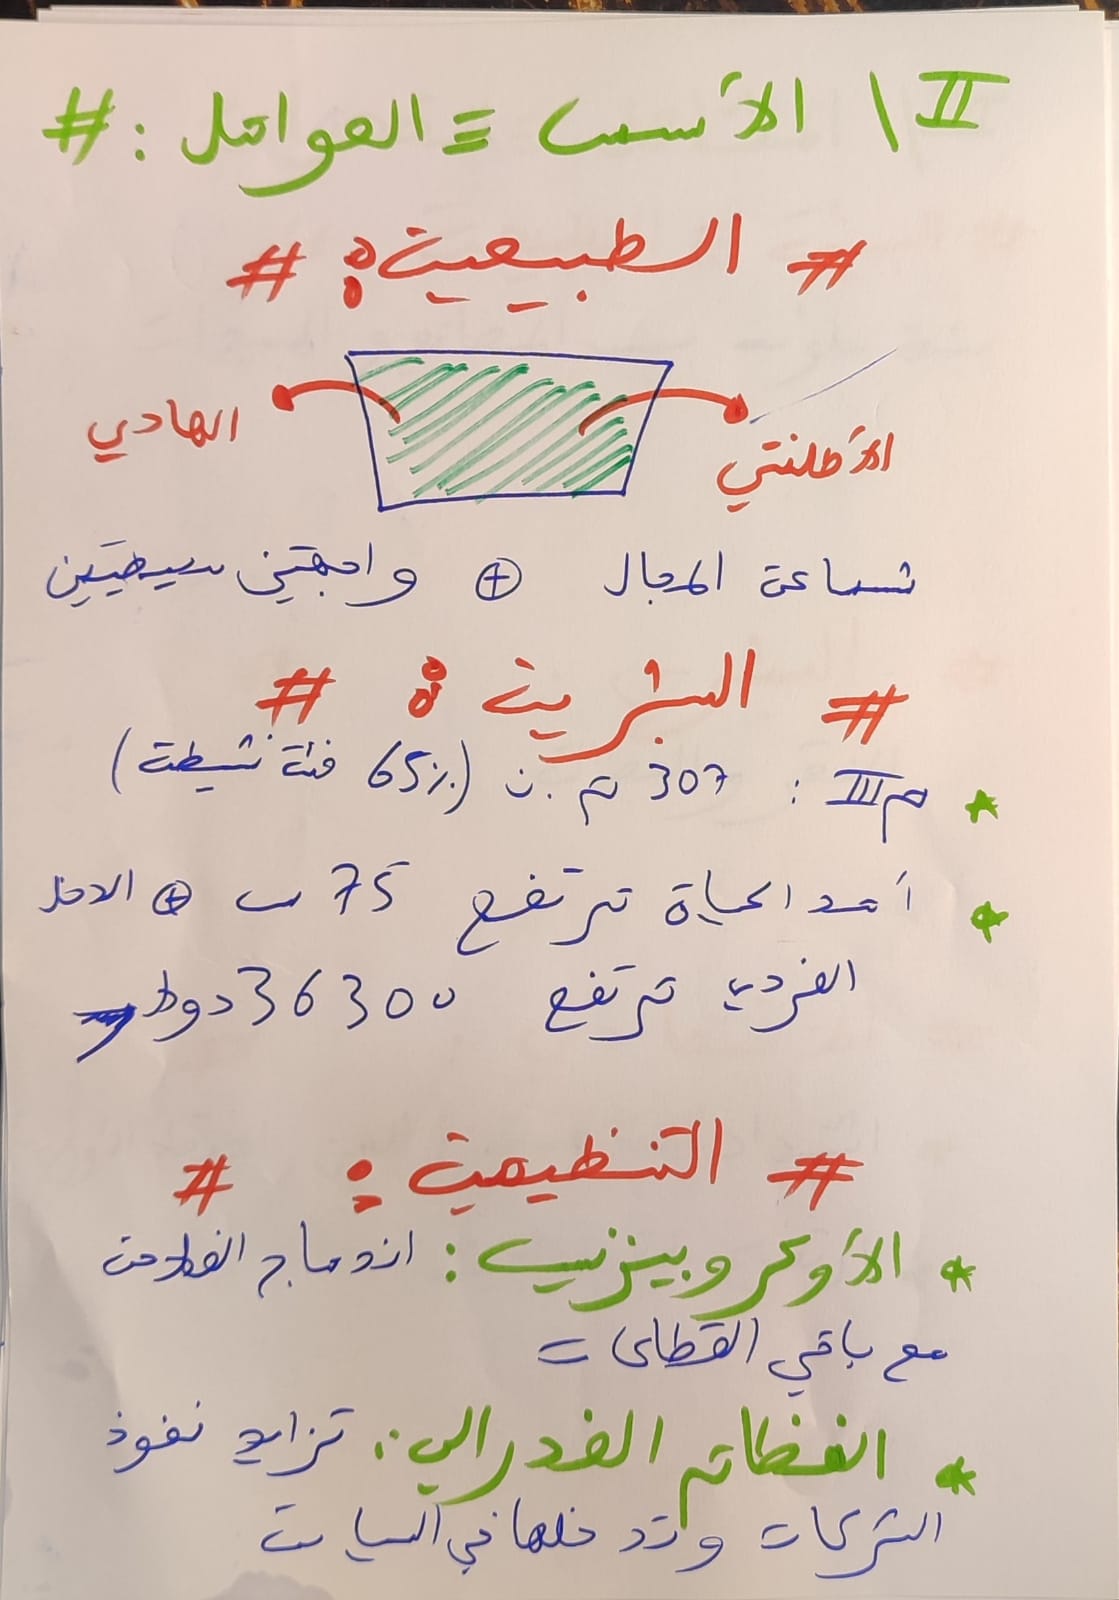 II \ الأسس = العوامل : #
# الطبيعية : #
الهادي
الأطلنتي
شساعة المجال ⊕ واجهتين بحريتين
# البشرية : #
* م III : 307 م.ن (65% فئة نشيطة)
* أمد الحياة ترتفع 75 س ⊕ الدخل
الفردي ترتفع 36300 دولار
# التنظيمية : #
* الأگروبيزنيس : اندماج الفلاحة
مع باقي القطاعات
* النظام الفدرالي : تزايد نفوذ
الشركات وتدخلها في السياسة